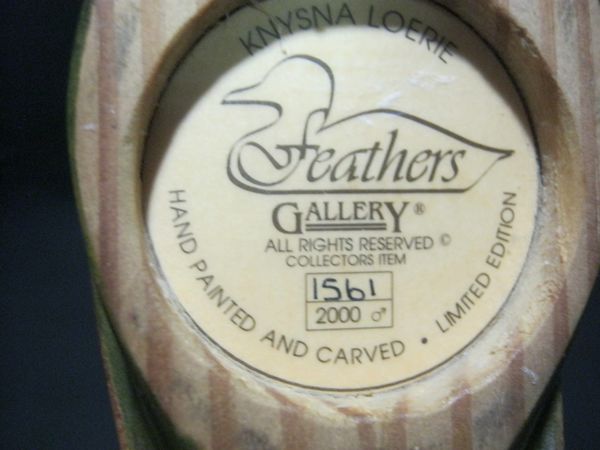 KNYSNA LOERIE
Feathers
GALLERY®
ALL RIGHTS RESERVED ©
COLLECTORS ITEM
1561
2000 ♂
HAND PAINTED AND CARVED • LIMITED EDITION